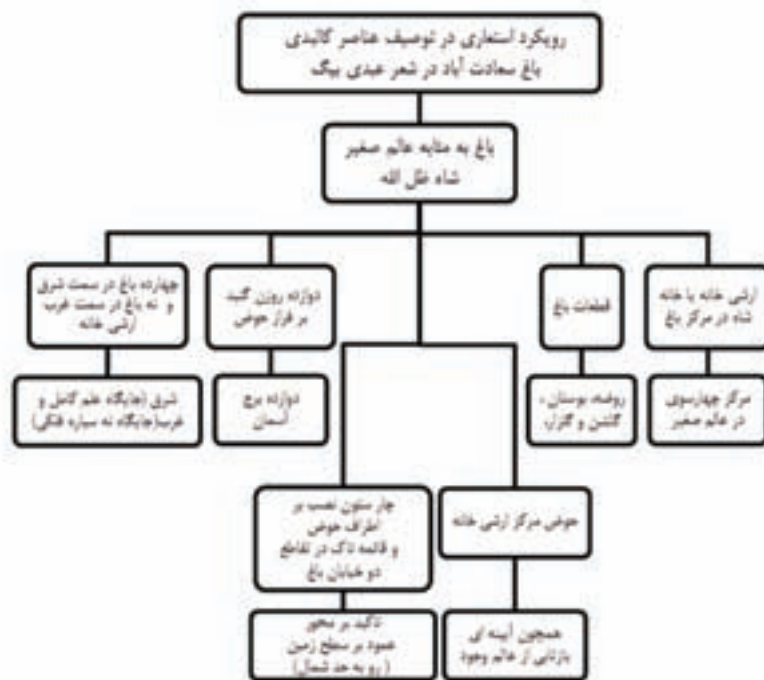 رویکرد استعاری در توصیف عناصر کالبدی
باغ سعادت آباد در شعر عبدی بیگ
باغ به مثابه عالم صغیر
شاه ظل الله
ارشی خانه یا خانه
شاه در مرکز باغ
مرکز چهارسوی
در عالم صغیر
قطعات باغ
روضه، بوستان،
گلشن و گلزار
دوازده روزن گنبد
بر فراز حوض
دوازده برج
آسمان
چهارده باغ در سمت شرق
و نه باغ در سمت غرب
ارشی خانه
شرق (جایگاه علم کامل و
غرب(جایگاه نه سیاره فلکی)
حوض مرکز ارشی خانه
همچون آیینه ای
بازتابی از عالم وجود
چار ستون نصب بر
اطراف حوض
و قائمه تاک در تقاطع
دو خیابان باغ
تاکید بر محور
عمود بر سطح زمین
( رو به حد شمال)